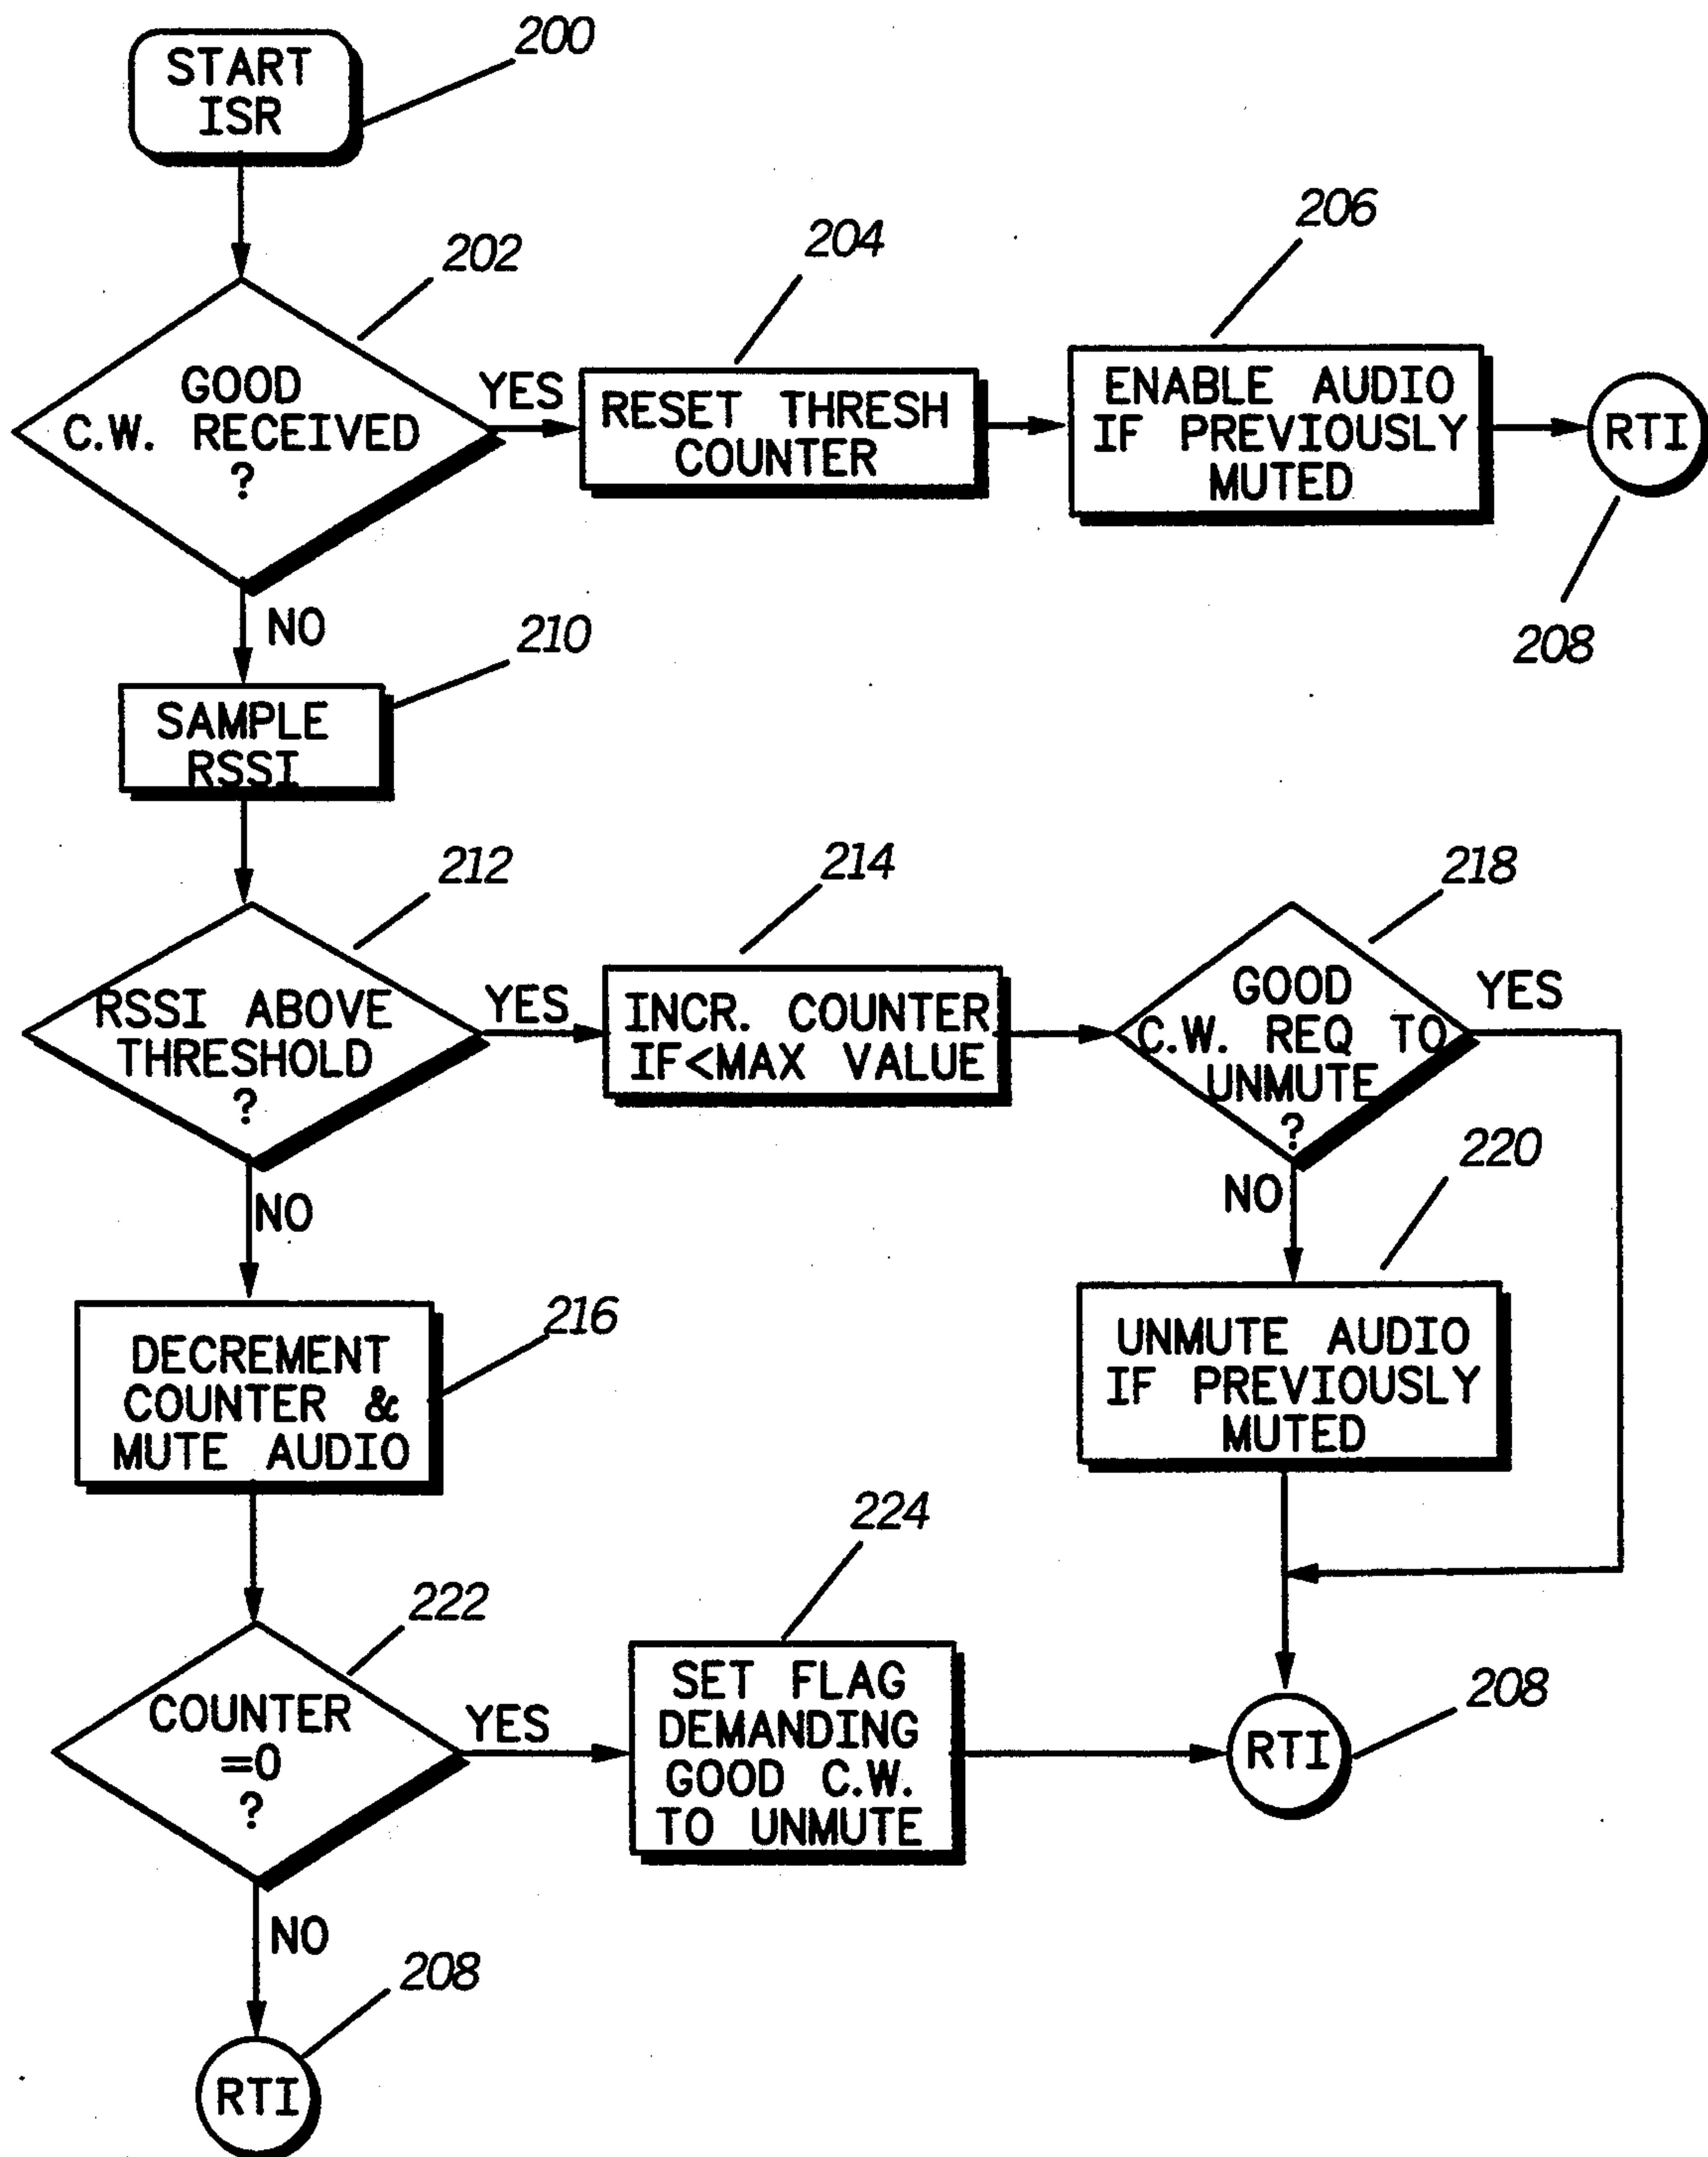 200
START
ISR
202
204
206
GOOD
C.W. RECEIVED
?
YES
RESET THRESH
COUNTER
ENABLE AUDIO
IF PREVIOUSLY
MUTED
RTI
208
NO
210
SAMPLE
RSSI
212
214
218
RSSI ABOVE
THRESHOLD
?
YES
INCR. COUNTER
IF<MAX VALUE
GOOD
C.W. REQ TO
UNMUTE
?
YES
NO
220
NO
216
DECREMENT
COUNTER &
MUTE AUDIO
UNMUTE AUDIO
IF PREVIOUSLY
MUTED
222
224
COUNTER
=0
?
YES
SET FLAG
DEMANDING
GOOD C.W.
TO UNMUTE
RTI
208
NO
208
RTI